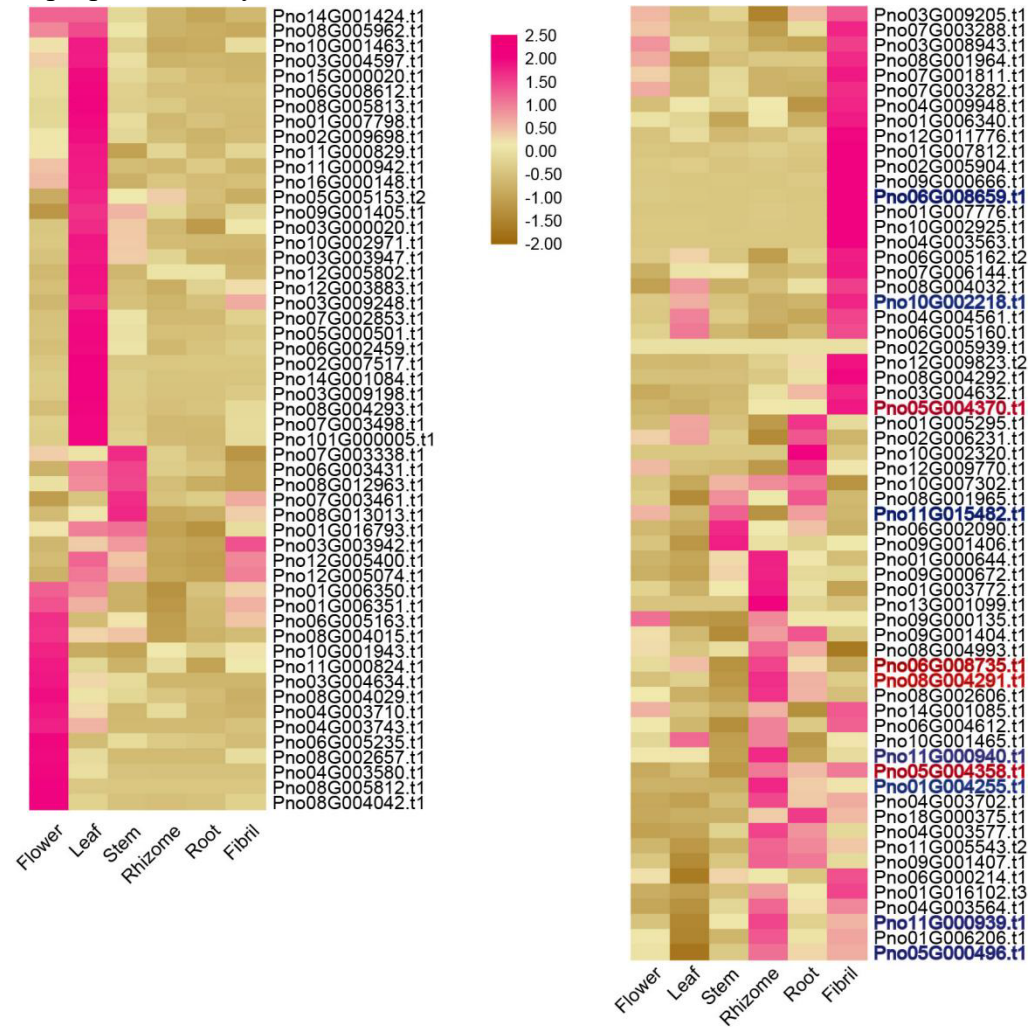 Pno14G001424.t1
Pno08G005962.t1
Pno10G001463.t1
Pno03G004597.t1
Pno15G000020.t1
Pno06G008612.t1
Pno08G005813.t1
Pno01G007798.t1
Pno02G009698.t1
Pno11G000829.t1
Pno11G000942.t1
Pno16G000148.t1
Pno05G005153.t2
Pno09G001405.t1
Pno03G000020.t1
Pno10G002971.t1
Pno03G003947.t1
Pno12G005802.t1
Pno12G003883.t1
Pno03G009248.t1
Pno07G002853.t1
Pno05G000501.t1
Pno06G002459.t1
Pno02G007517.t1
Pno14G001084.t1
Pno03G009198.t1
Pno08G004293.t1
Pno07G003498.t1
Pno101G000005.t1
Pno07G003338.t1
Pno06G003431.t1
Pno08G012963.t1
Pno07G003461.t1
Pno08G013013.t1
Pno01G016793.t1
Pno03G003942.t1
Pno12G005400.t1
Pno12G005074.t1
Pno01G006350.t1
Pno01G006351.t1
Pno06G005163.t1
Pno08G004015.t1
Pno10G001943.t1
Pno11G000824.t1
Pno03G004634.t1
Pno08G004029.t1
Pno04G003710.t1
Pno04G003743.t1
Pno06G005235.t1
Pno08G002657.t1
Pno04G003580.t1
Pno08G005812.t1
Pno08G004042.t1
Flower
Leaf
Stem
Rhizome
Root
Fibril
2.50
2.00
1.50
1.00
0.50
0.00
-0.50
-1.00
-1.50
-2.00
Pno03G009205.t1
Pno07G003288.t1
Pno03G008943.t1
Pno08G001964.t1
Pno07G001811.t1
Pno07G003282.t1
Pno04G009948.t1
Pno01G006340.t1
Pno12G011776.t1
Pno01G007812.t1
Pno02G005904.t1
Pno09G000666.t1
Pno06G008659.t1
Pno01G007776.t1
Pno10G002925.t1
Pno04G003563.t1
Pno06G005162.t2
Pno07G006144.t1
Pno08G004032.t1
Pno10G002218.t1
Pno04G004561.t1
Pno06G005160.t1
Pno02G005939.t1
Pno12G009823.t2
Pno08G004292.t1
Pno03G004632.t1
Pno05G004370.t1
Pno01G005295.t1
Pno02G006231.t1
Pno10G002320.t1
Pno12G009770.t1
Pno10G007302.t1
Pno08G001965.t1
Pno11G015482.t1
Pno06G002090.t1
Pno09G001406.t1
Pno01G000644.t1
Pno09G000672.t1
Pno01G003772.t1
Pno13G001099.t1
Pno09G000135.t1
Pno09G001404.t1
Pno08G004993.t1
Pno06G008735.t1
Pno08G004291.t1
Pno08G002606.t1
Pno14G001085.t1
Pno06G004612.t1
Pno10G001465.t1
Pno11G000940.t1
Pno05G004358.t1
Pno01G004255.t1
Pno04G003702.t1
Pno18G000375.t1
Pno04G003577.t1
Pno11G005543.t2
Pno09G001407.t1
Pno06G000214.t1
Pno01G016102.t3
Pno04G003564.t1
Pno11G000939.t1
Pno01G006206.t1
Pno05G000496.t1
Flower
Leaf
Stem
Rhizome
Root
Fibril